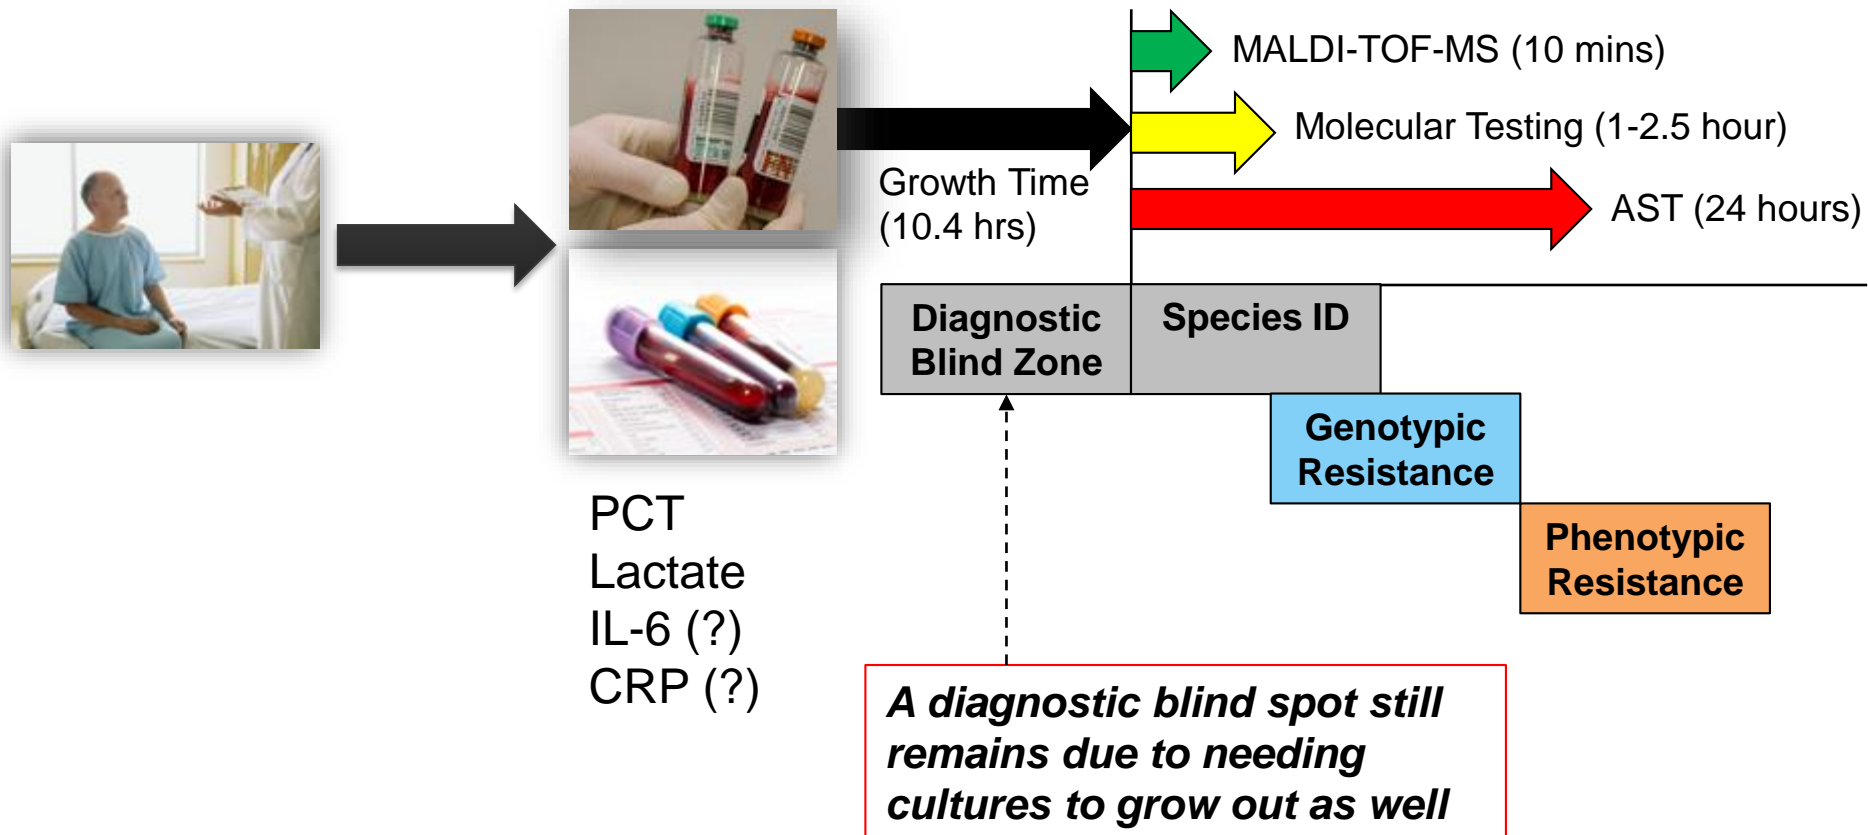 MALDI-TOF-MS (10 mins)
Molecular Testing (1-2.5 hour)
Growth Time
(10.4 hrs)
AST (24 hours)
Diagnostic
Blind Zone
Species ID
Genotypic
Resistance
Phenotypic
Resistance
PCT
Lactate
IL-6 (?)
CRP (?)
A diagnostic blind spot still
remains due to needing
cultures to grow out as well